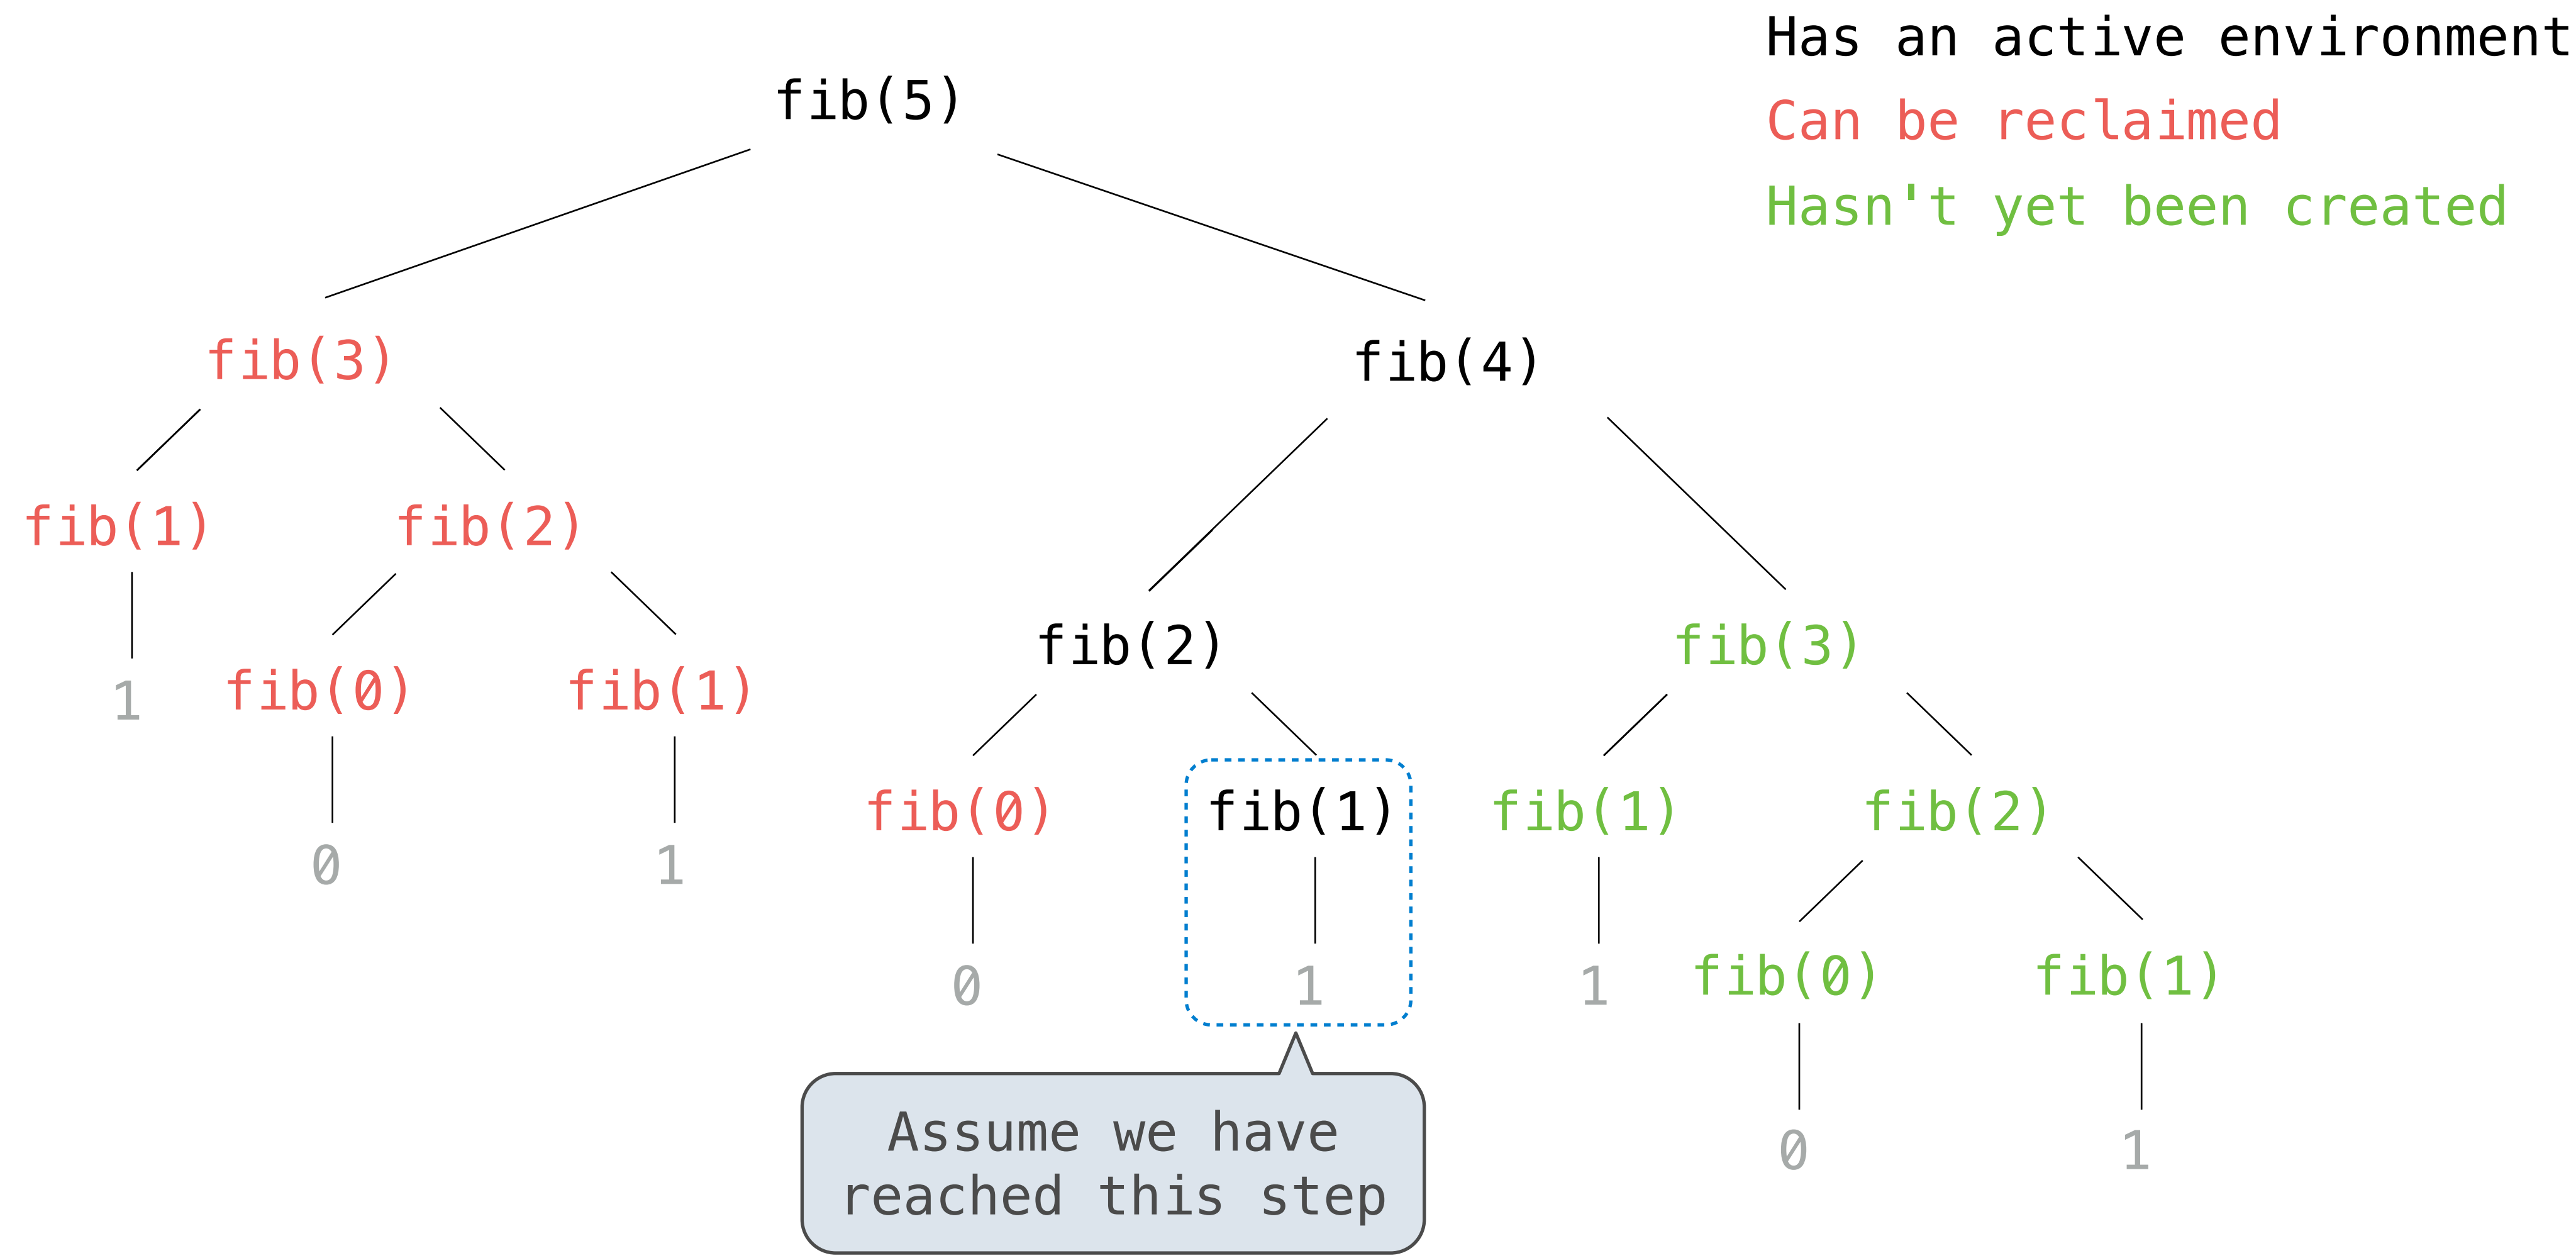 Has an active environment
fib(5)
Can be reclaimed
Hasn't yet been created
fib(3)
fib(4)
fib(1)
fib(2)
fib(2)
fib(3)
1
fib(0)
fib(1)
fib(0)
fib(1)
fib(1)
fib(2)
0
1
0
1
1
fib(0)
fib(1)
Assume we have
reached this step
0
1